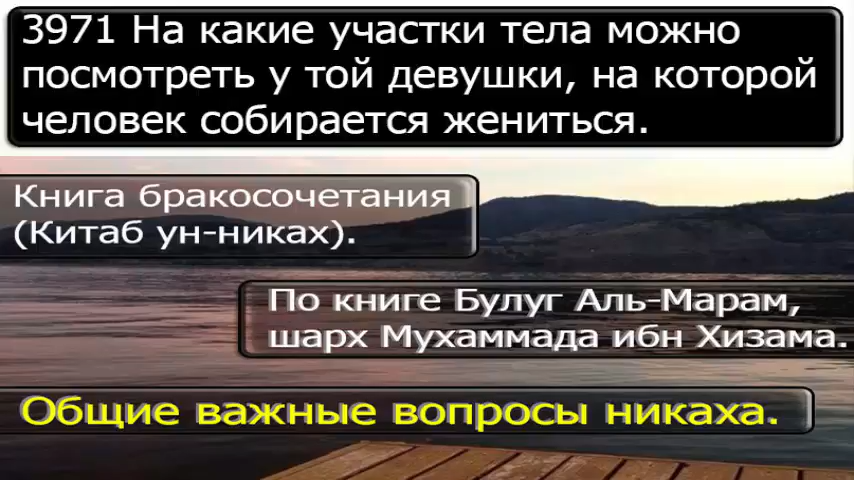 3971 На какие участки тела можно
посмотреть у той девушки, на которой
человек собирается жениться.
Книга бракосочетания
(Китаб ун-никах).
По книге Булуг Аль-Марам,
шарх Мухаммада ибн Хизама.
Общие важные вопросы никаха.